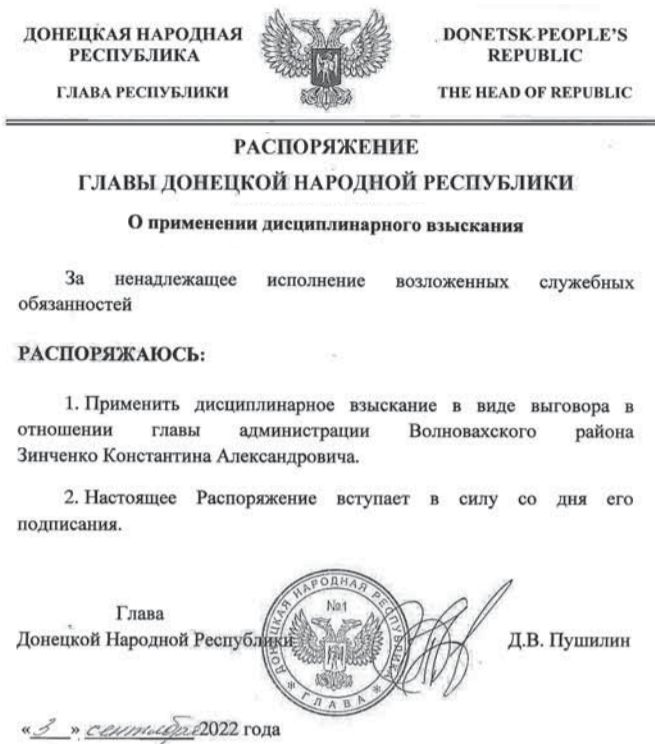 ДОНЕЦКАЯ НАРОДНАЯ
РЕСПУБЛИКА
ГЛАВА РЕСПУБЛИКИ
DONETSK PEOPLE'S
REPUBLIC
THE HEAD OF REPUBLIC
РАСПОРЯЖЕНИЕ
ГЛАВЫ ДОНЕЦКОЙ НАРОДНОЙ РЕСПУБЛИКИ
О применении дисциплинарного взыскания
За ненадлежащее исполнение возложенных служебных
обязанностей
РАСПОРЯЖАЮСЬ:
1. Применить дисциплинарное взыскание в виде выговора в
отношении главы администрации Волновахского района
Зинченко Константина Александровича.
2. Настоящее Распоряжение вступает в силу со дня его
подписания.
Глава
Донецкой Народной Республики
Д.В. Пушилин
ДОНЕЦКАЯ НАРОДНАЯ РЕСПУБЛИКА
№1
* ГЛАВА *
«3» сентября 2022 года